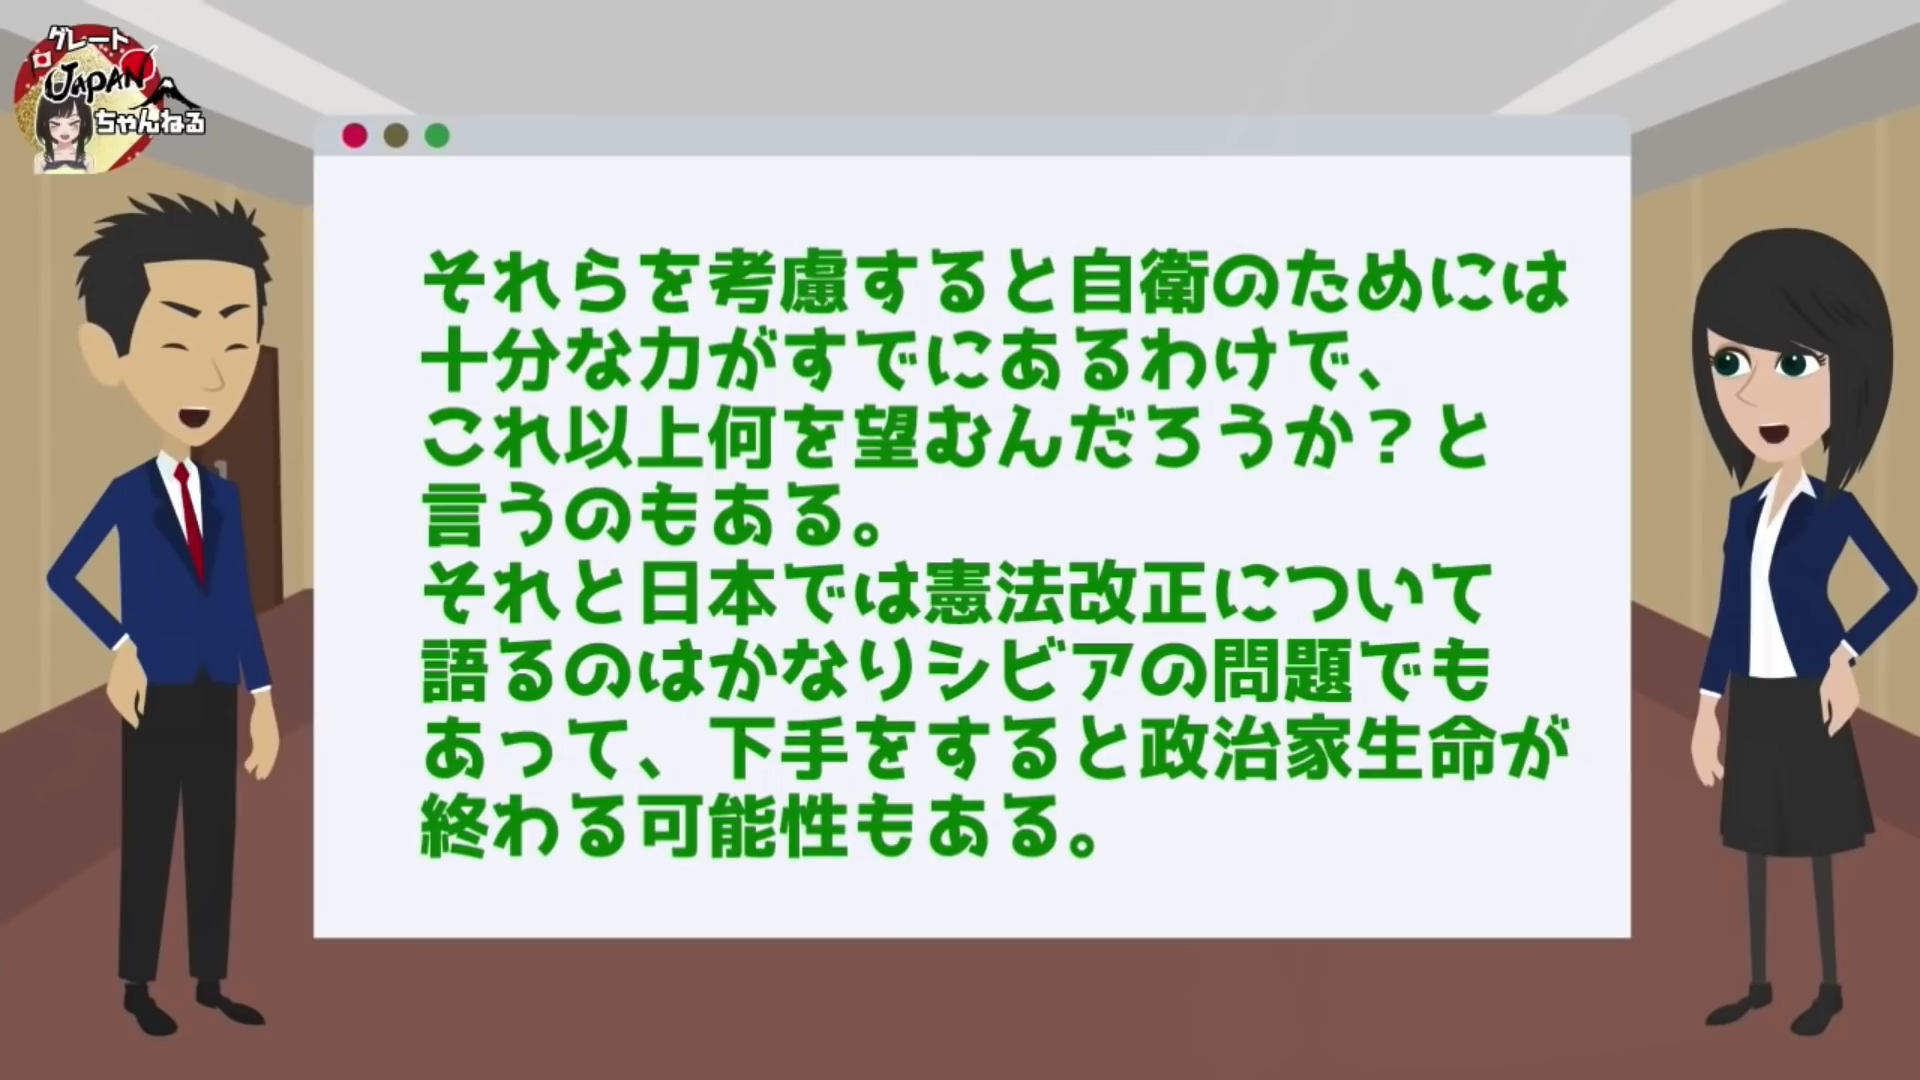 グレート
JAPAN
ちゃんねる
それらを考慮すると自衛のためには
十分な力がすでにあるわけで、
これ以上何を望むんだろうか？と
言うのもある。
それと日本では憲法改正について
語るのはかなりシビアの問題でも
あって、下手をすると政治家生命が
終わる可能性もある。